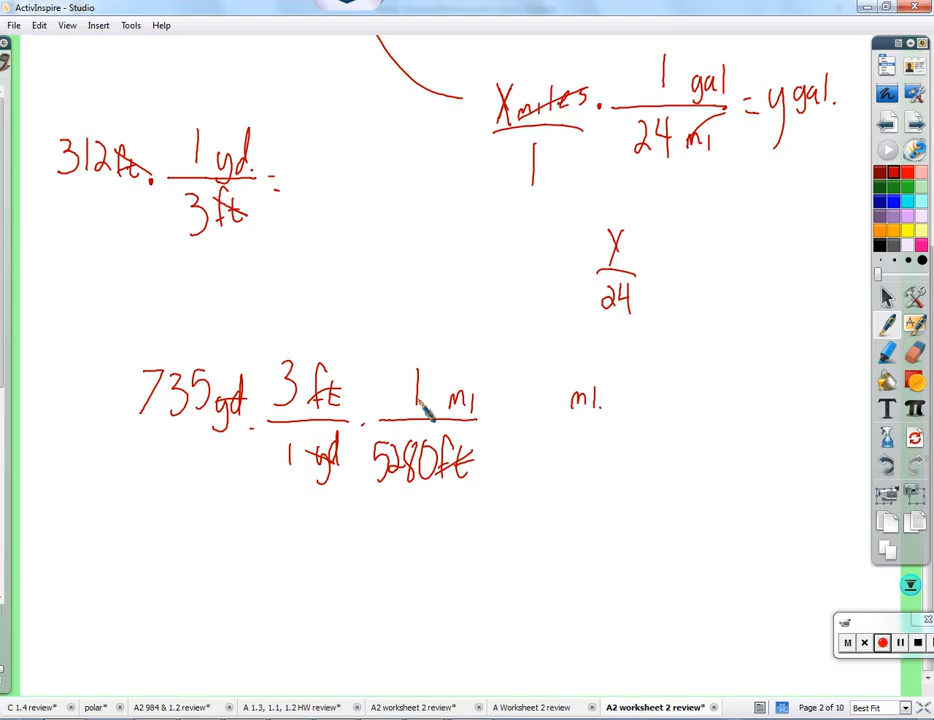 ActivInspire - Studio
File Edit View Insert Tools
x miles · 1 gal / 24 mi = y gal.
1
312 ft · 1 yd. / 3 ft =
x
24
735 yd · 3 ft / 1 yd · 1 mi / 5280 ft mi.
M
C 1.4 review* polar* A2 984 & 1.2* A 1.3, 1.1, 1.2 HW review* A2 worksheet 2 review* A Worksheet 2 review A2 worksheet 2 review* Page 2 of 10 Best Fit